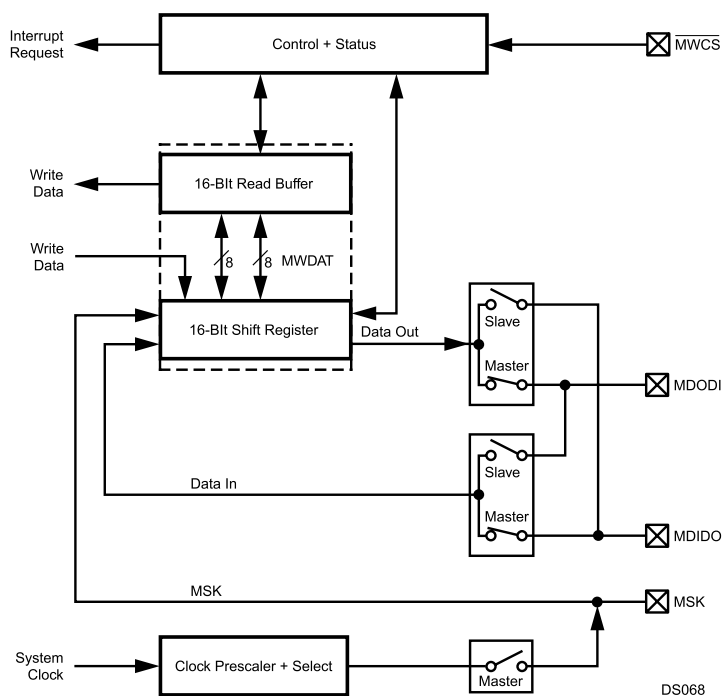 Interrupt
Request
Control + Status
MWCS
Write
Data
16-BIt Read Buffer
Write
Data
8
8
MWDAT
16-BIt Shift Register
Data Out
Slave
Master
MDODI
Slave
Data In
Master
MDIDO
MSK
MSK
System
Clock
Clock Prescaler + Select
Master
DS068